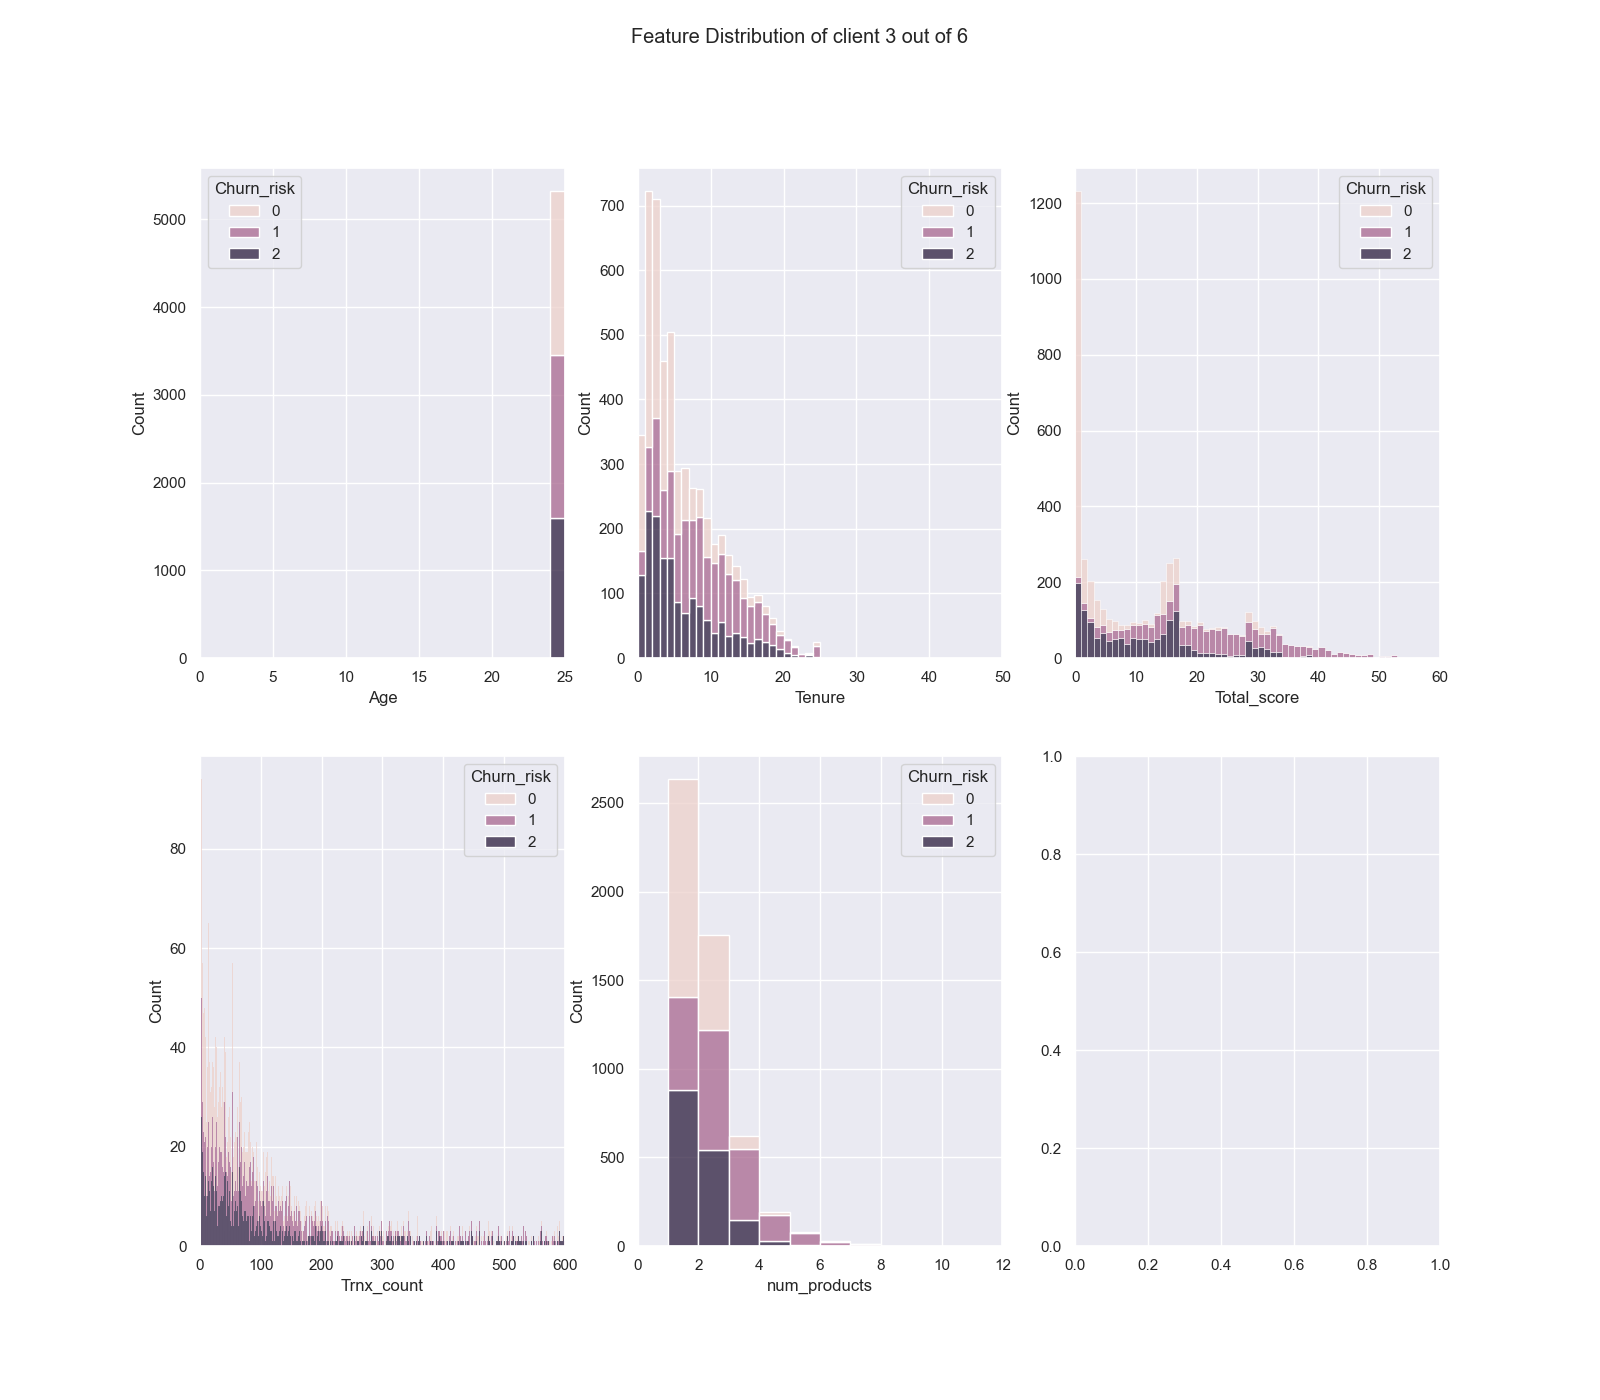 Feature Distribution of client 3 out of 6
Churn_risk
0
1
2
5000
4000
3000
2000
1000
0
Count
0 5 10 15 20 25
Age
Churn_risk
0
1
2
700
600
500
400
300
200
100
0
Count
0 10 20 30 40 50
Tenure
Churn_risk
0
1
2
1200
1000
800
600
400
200
0
Count
0 10 20 30 40 50 60
Total_score
Churn_risk
0
1
2
80
60
40
20
0
Count
0 100 200 300 400 500 600
Trnx_count
Churn_risk
0
1
2
2500
2000
1500
1000
500
0
Count
0 2 4 6 8 10 12
num_products
1.0
0.8
0.6
0.4
0.2
0.0
0.0 0.2 0.4 0.6 0.8 1.0